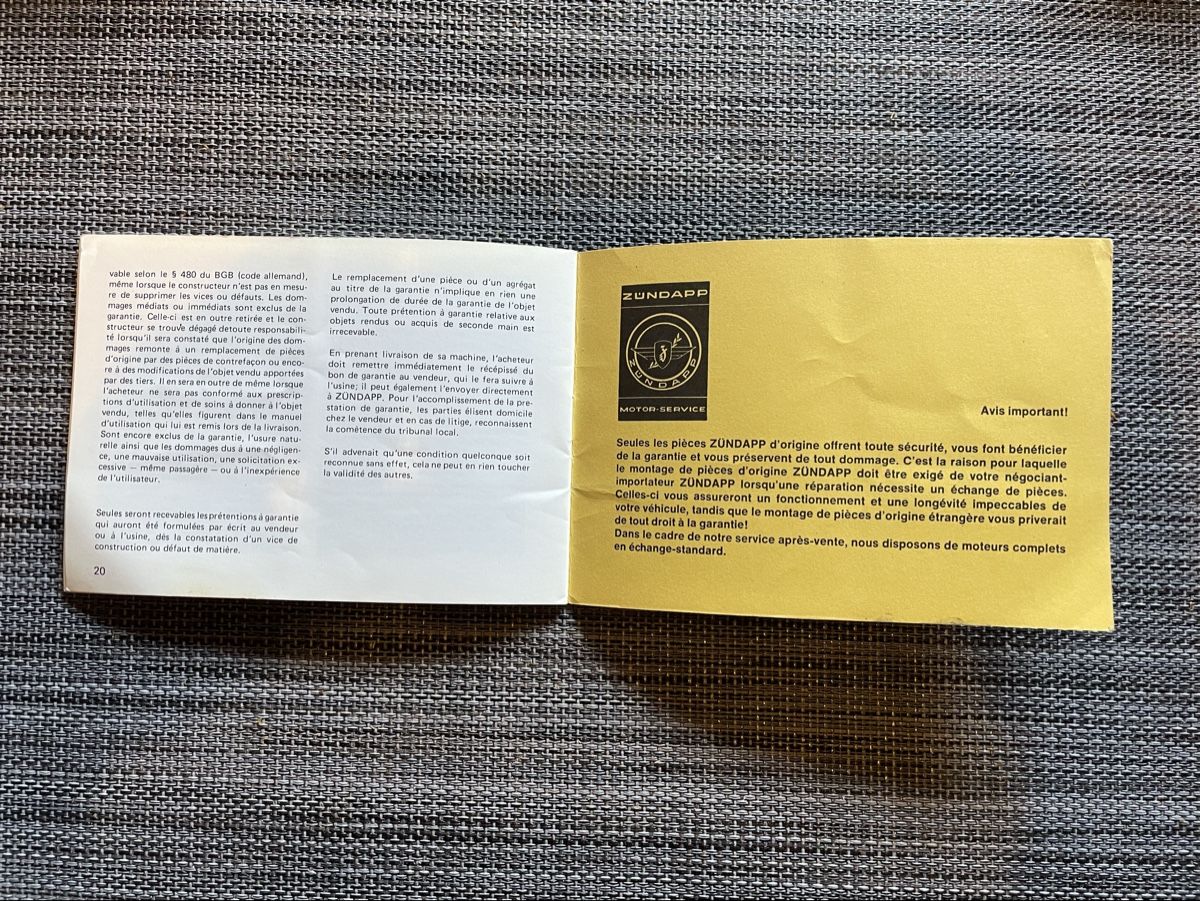 vable selon le § 480 du BGB (code allemand),
même lorsque le constructeur n'est pas en mesu-
re de supprimer les vices ou défauts. Les dom-
mages médiats ou immédiats sont exclus de la
garantie. Celle-ci est en outre retirée et le con-
structeur se trouve dégagé detoute responsabili-
té lorsqu'il sera constaté que l'origine des dom-
mages remonte à un remplacement de pièces
d'origine par des pièces de contrefaçon ou enco-
re à des modifications de l'objet vendu apportées
par des tiers. Il en sera en outre de même lorsque
l'acheteur ne sera pas conformé aux prescrip-
tions d'utilisation et de soins à donner à l'objet
vendu, telles qu'elles figurent dans le manuel
d'utilisation qui lui est remis lors de la livraison.
Sont encore exclus de la garantie, l'usure natu-
relle ainsi que les dommages dus à une négligen-
ce, une mauvaise utilisation, une solicitation ex-
cessive — même passagère — ou à l'inexpérience
de l'utilisateur.
Seules seront recevables les prétentions à garantie
qui auront été formulées par écrit au vendeur
ou à l'usine, dès la constatation d'un vice de
construction ou défaut de matière.
20
Le remplacement d'une pièce ou d'un agrégat
au titre de la garantie n'implique en rien une
prolongation de durée de la garantie de l'objet
vendu. Toute prétention à garantie relative aux
objets rendus ou acquis de seconde main est
irrecevable.
En prenant livraison de sa machine, l'acheteur
doit remettre immédiatement le récépissé du
bon de garantie au vendeur, qui le fera suivre à
l'usine; il peut également l'envoyer directement
à ZÜNDAPP. Pour l'accomplissement de la pre-
station de garantie, les parties élisent domicile
chez le vendeur et en cas de litige, reconnaissent
la comêtence du tribunal local.
S'il advenait qu'une condition quelconque soit
reconnue sans effet, cela ne peut en rien toucher
la validité des autres.
ZÜNDAPP
Z
ZÜNDAPP
MOTOR-SERVICE
Avis important!
Seules les pièces ZÜNDAPP d'origine offrent toute sécurité, vous font bénéficier
de la garantie et vous préservent de tout dommage. C'est la raison pour laquelle
le montage de pièces d'origine ZÜNDAPP doit être exigé de votre négociant-
importateur ZÜNDAPP lorsqu'une réparation nécessite un échange de pièces.
Celles-ci vous assureront un fonctionnement et une longévité impeccables de
votre véhicule, tandis que le montage de pièces d'origine étrangère vous priverait
de tout droit à la garantie!
Dans le cadre de notre service après-vente, nous disposons de moteurs complets
en échange-standard.